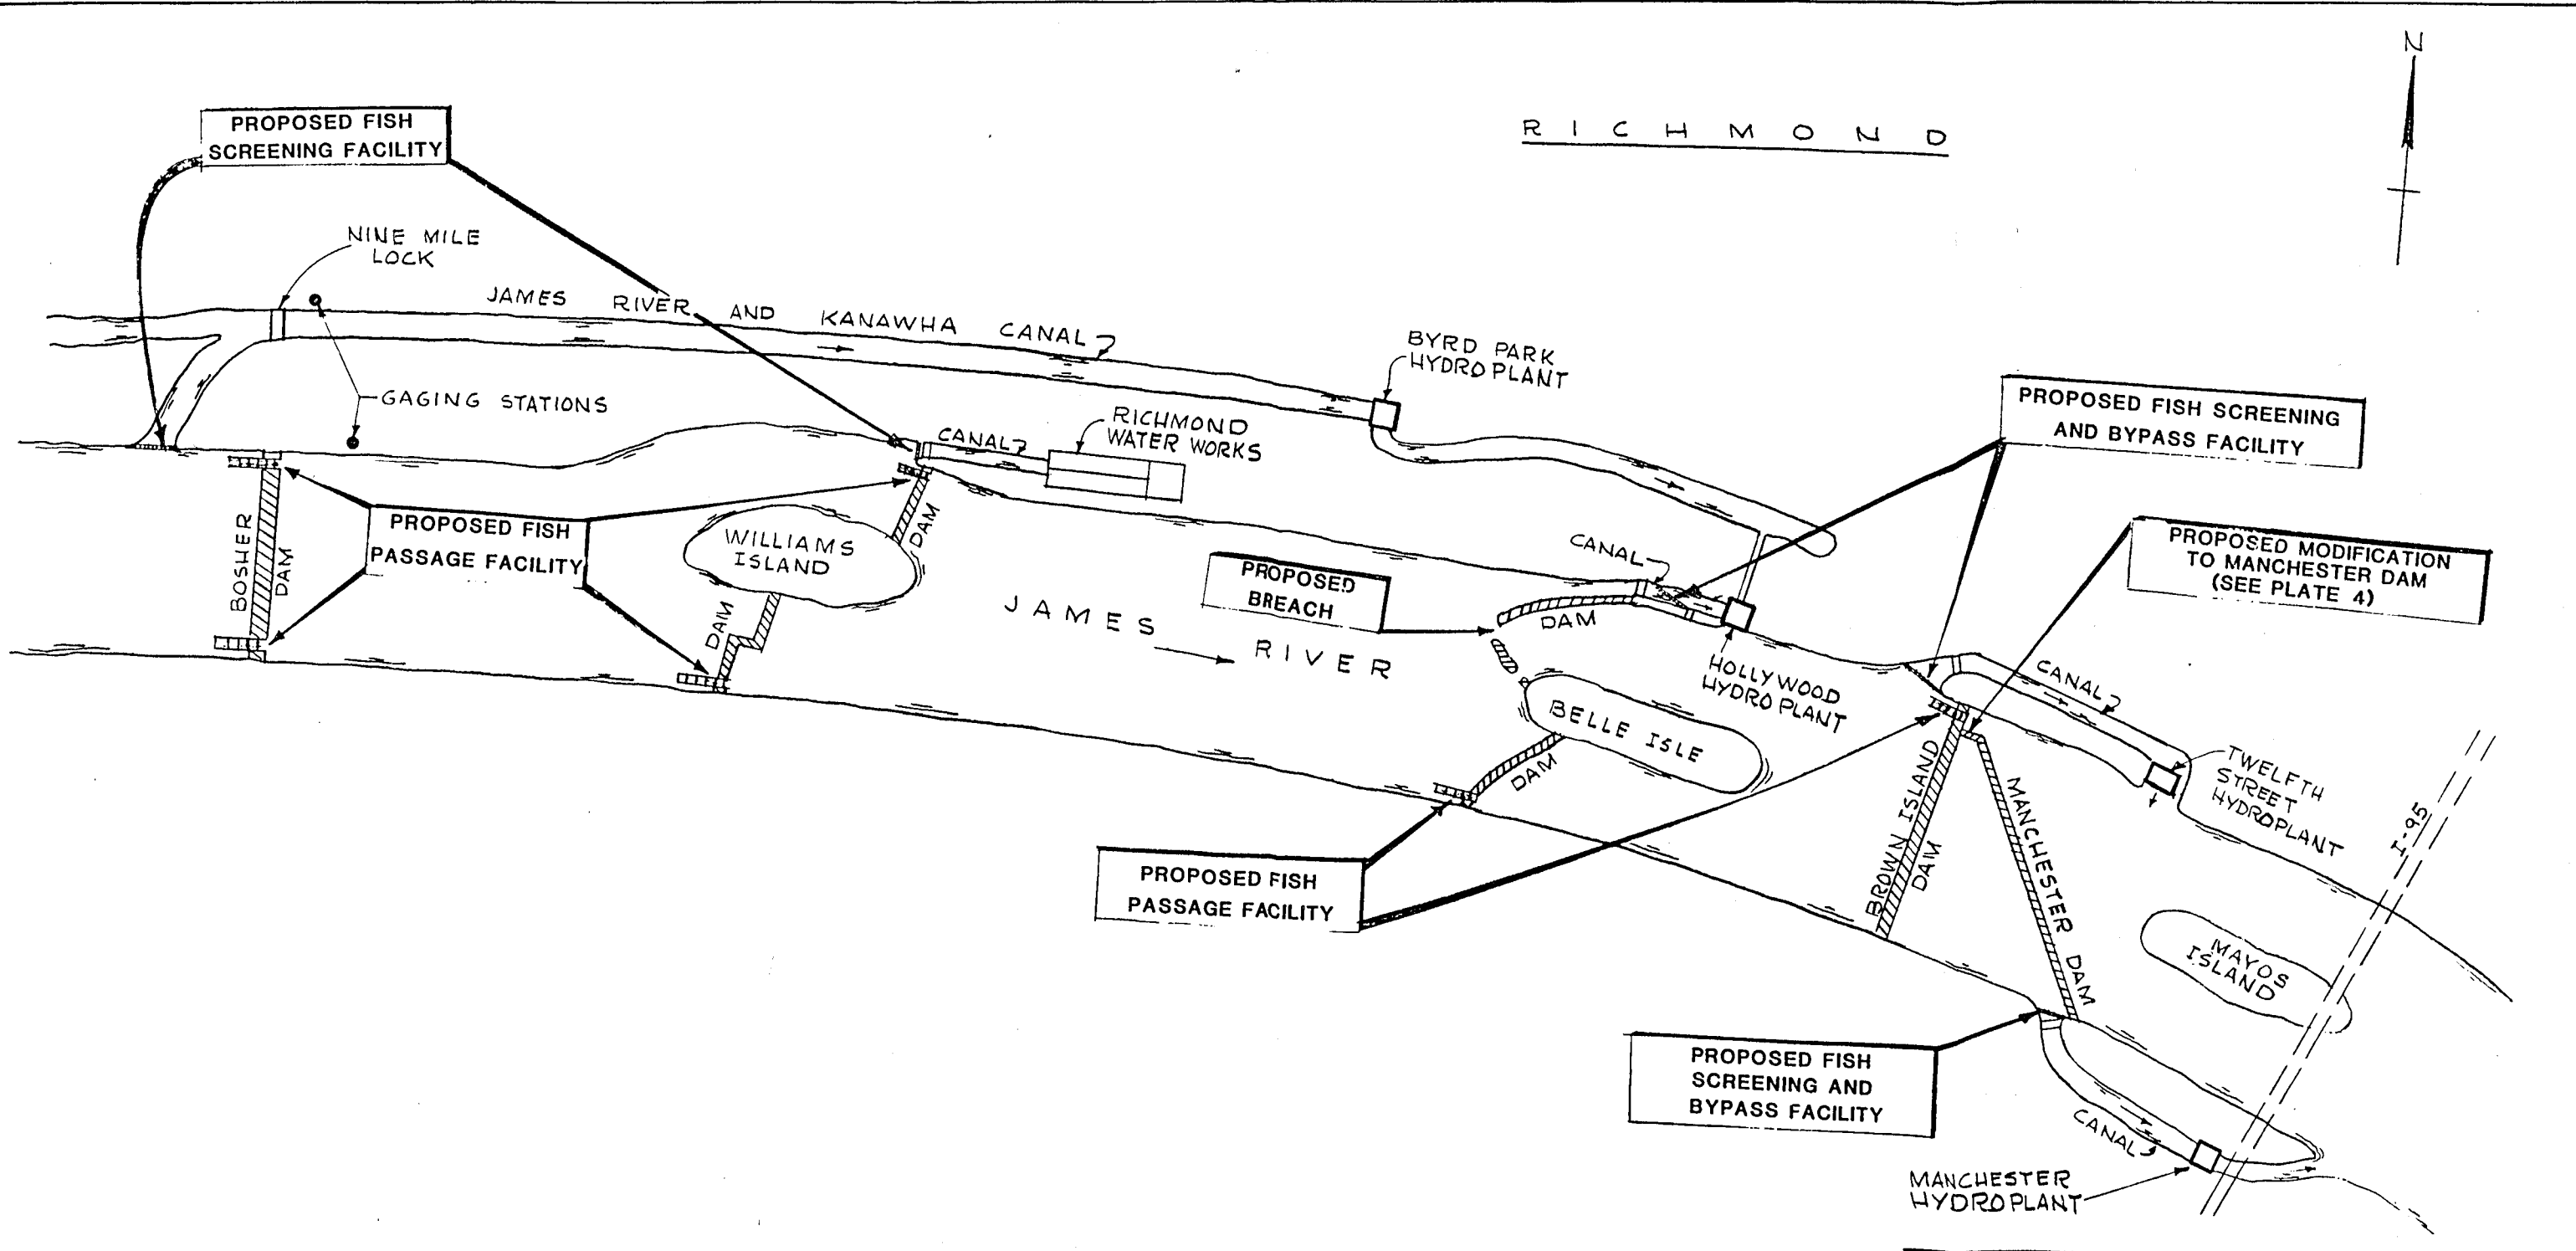 N
RICHMOND
PROPOSED FISH
SCREENING FACILITY
NINE MILE
LOCK
JAMES RIVER AND KANAWHA CANAL
GAGING STATIONS
BYRD PARK
HYDROPLANT
CANAL
RICHMOND
WATER WORKS
PROPOSED FISH SCREENING
AND BYPASS FACILITY
BOSHER
DAM
PROPOSED FISH
PASSAGE FACILITY
WILLIAMS
ISLAND
DAM
DAM
JAMES
RIVER
PROPOSED
BREACH
CANAL
DAM
HOLLYWOOD
HYDROPLANT
PROPOSED MODIFICATION
TO MANCHESTER DAM
(SEE PLATE 4)
BELLE ISLE
DAM
CANAL
TWELFTH
STREET
HYDROPLANT
I-95
PROPOSED FISH
PASSAGE FACILITY
BROWN ISLAND
DAM
MANCHESTER DAM
MAYOS
ISLAND
PROPOSED FISH
SCREENING AND
BYPASS FACILITY
CANAL
MANCHESTER
HYDROPLANT